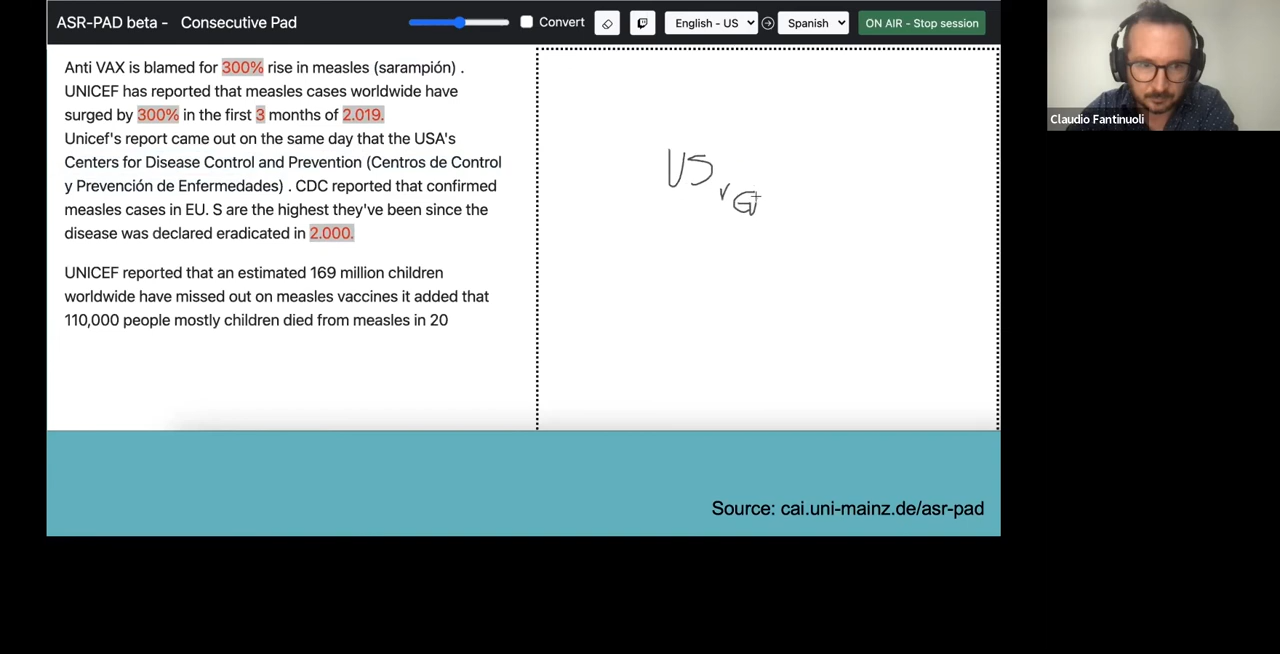 ASR-PAD beta - Consecutive Pad Convert English - US Spanish ON AIR - Stop session
Anti VAX is blamed for 300% rise in measles (sarampión) .
UNICEF has reported that measles cases worldwide have
surged by 300% in the first 3 months of 2.019.
Unicef's report came out on the same day that the USA's
Centers for Disease Control and Prevention (Centros de Control
y Prevención de Enfermedades) . CDC reported that confirmed
measles cases in EU. S are the highest they've been since the
disease was declared eradicated in 2.000.
UNICEF reported that an estimated 169 million children
worldwide have missed out on measles vaccines it added that
110,000 people mostly children died from measles in 20
US
Source: cai.uni-mainz.de/asr-pad
Claudio Fantinuoli